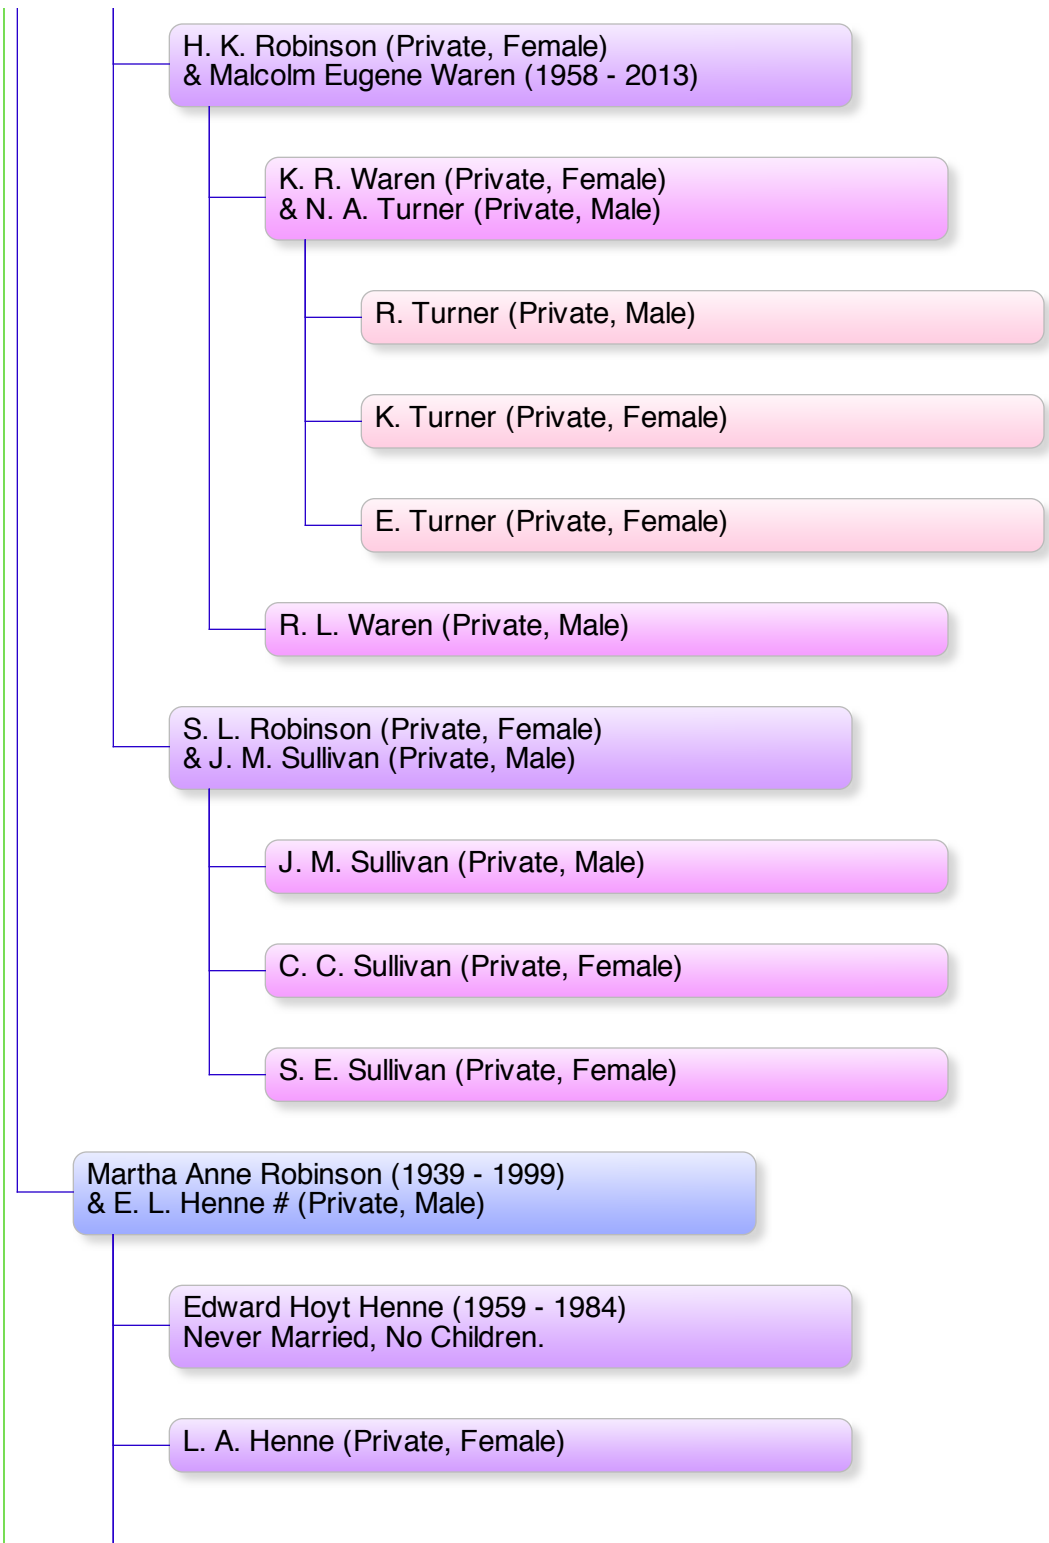 H. K. Robinson (Private, Female)
& Malcolm Eugene Waren (1958 - 2013)
K. R. Waren (Private, Female)
& N. A. Turner (Private, Male)
R. Turner (Private, Male)
K. Turner (Private, Female)
E. Turner (Private, Female)
R. L. Waren (Private, Male)
S. L. Robinson (Private, Female)
& J. M. Sullivan (Private, Male)
J. M. Sullivan (Private, Male)
C. C. Sullivan (Private, Female)
S. E. Sullivan (Private, Female)
Martha Anne Robinson (1939 - 1999)
& E. L. Henne # (Private, Male)
Edward Hoyt Henne (1959 - 1984)
Never Married, No Children.
L. A. Henne (Private, Female)